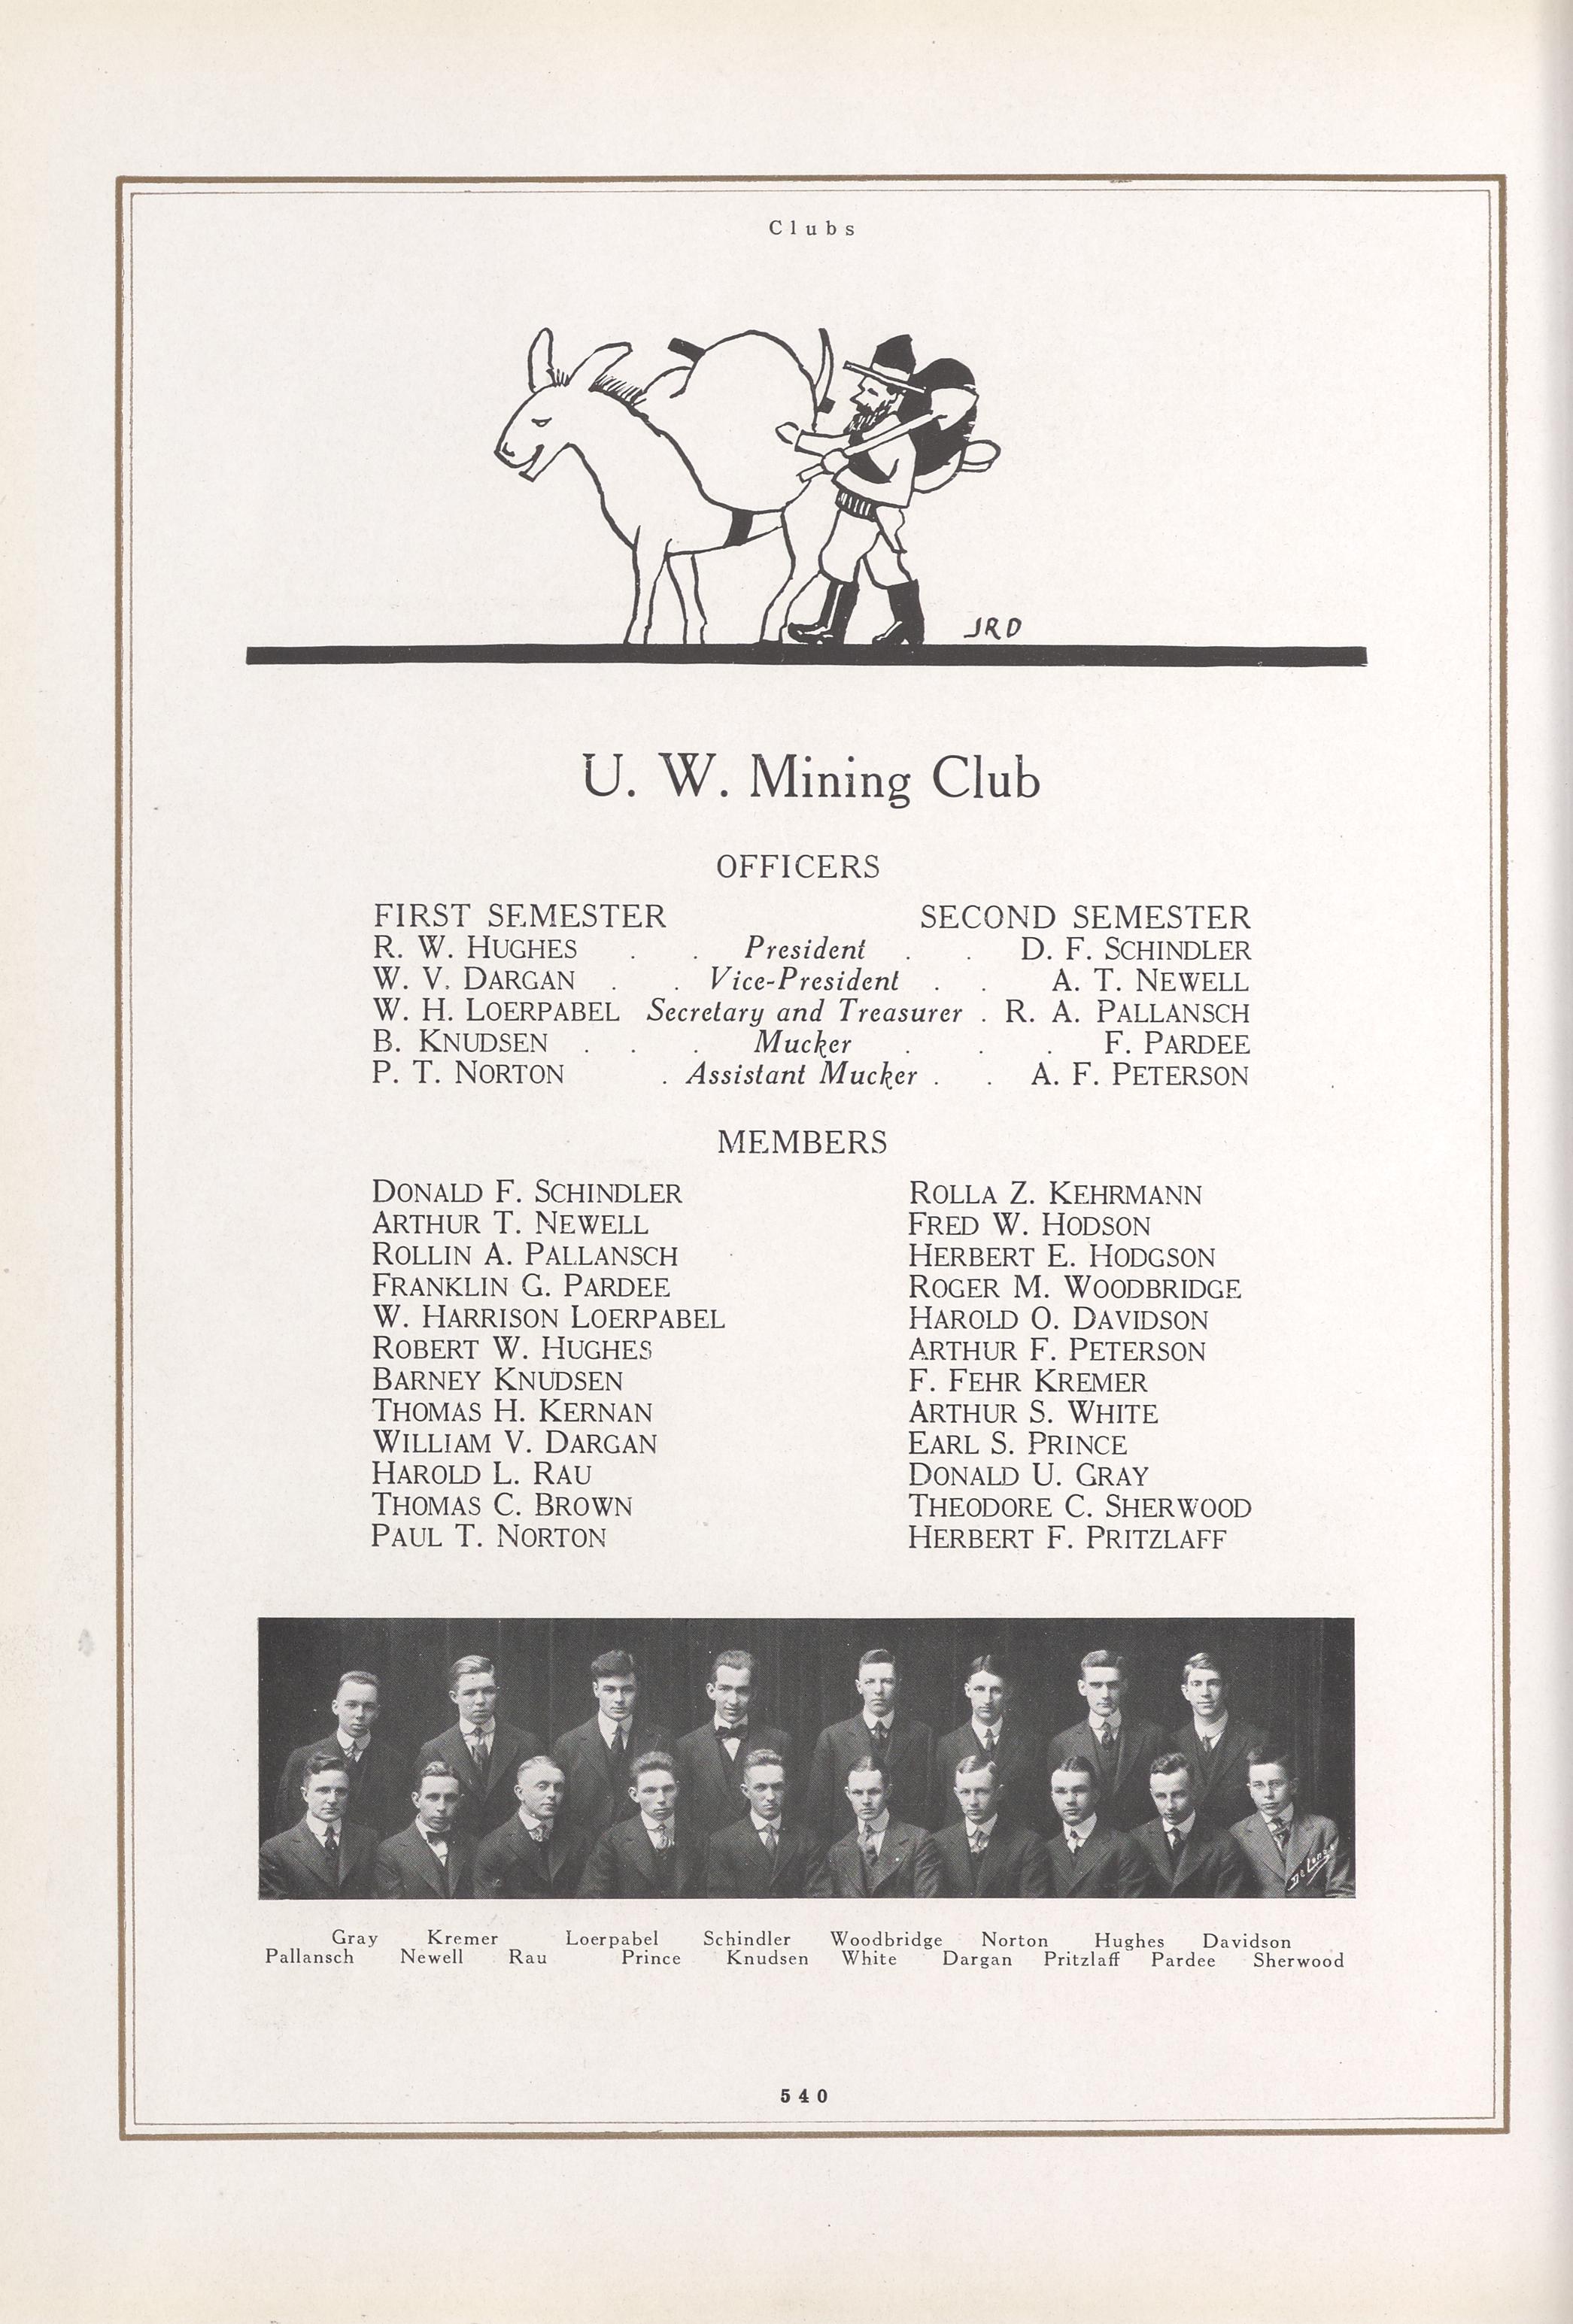 Clubs
JRD
U. W. Mining Club
OFFICERS
FIRST SEMESTER SECOND SEMESTER
R. W. HUGHES . . President . . D. F. SCHINDLER
W. V. DARGAN . . Vice-President . . A. T. NEWELL
W. H. LOERPABEL Secretary and Treasurer . R. A. PALLANSCH
B. KNUDSEN . . . Mucker . . . F. PARDEE
P. T. NORTON . Assistant Mucker . . A. F. PETERSON
MEMBERS
DONALD F. SCHINDLER
ARTHUR T. NEWELL
ROLLIN A. PALLANSCH
FRANKLIN G. PARDEE
W. HARRISON LOERPABEL
ROBERT W. HUGHES
BARNEY KNUDSEN
THOMAS H. KERNAN
WILLIAM V. DARGAN
HAROLD L. RAU
THOMAS C. BROWN
PAUL T. NORTON
ROLLA Z. KEHRMANN
FRED W. HODSON
HERBERT E. HODGSON
ROGER M. WOODBRIDGE
HAROLD O. DAVIDSON
ARTHUR F. PETERSON
F. FEHR KREMER
ARTHUR S. WHITE
EARL S. PRINCE
DONALD U. GRAY
THEODORE C. SHERWOOD
HERBERT F. PRITZLAFF
Gray Kremer Loerpabel Schindler Woodbridge Norton Hughes Davidson
Pallansch Newell Rau Prince Knudsen White Dargan Pritzlaff Pardee Sherwood
540